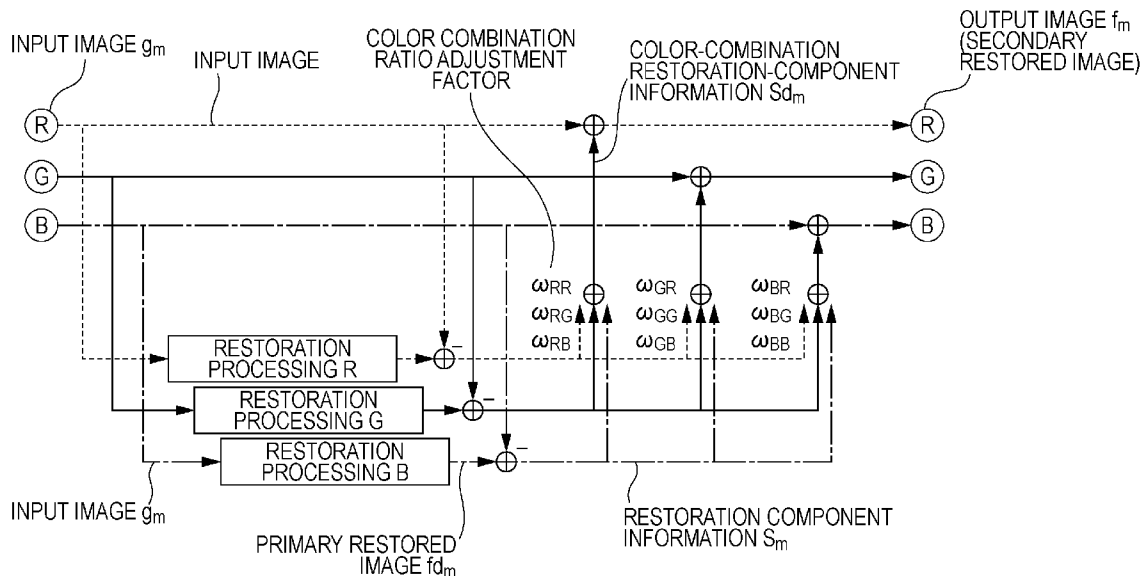 INPUT IMAGE gm
INPUT IMAGE
COLOR COMBINATION
RATIO ADJUSTMENT
FACTOR
COLOR-COMBINATION
RESTORATION-COMPONENT
INFORMATION Sdm
OUTPUT IMAGE fm
(SECONDARY
RESTORED IMAGE)
R
R
G
G
B
B
ωRR
ωRG
ωRB
ωGR
ωGG
ωGB
ωBR
ωBG
ωBB
RESTORATION
PROCESSING R
−
RESTORATION
PROCESSING G
−
RESTORATION
PROCESSING B
−
INPUT IMAGE gm
PRIMARY RESTORED
IMAGE fdm
RESTORATION COMPONENT
INFORMATION Sm